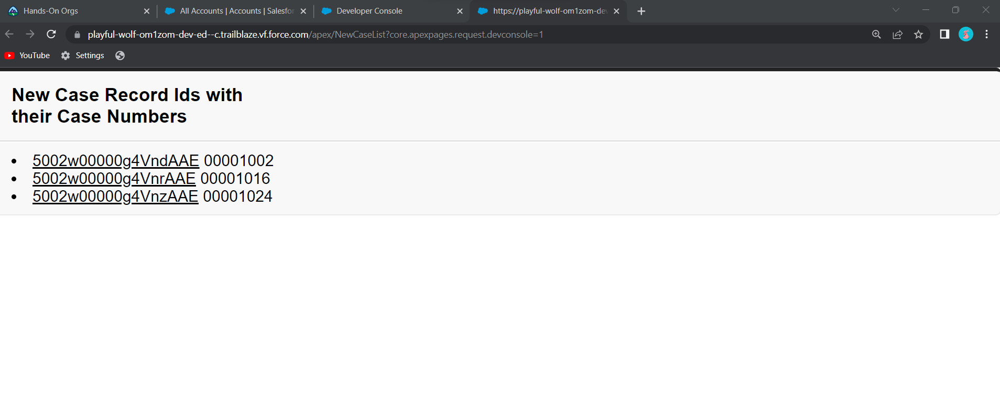 Hands-On Orgs
All Accounts | Accounts | Salesfor
Developer Console
https://playful-wolf-om1zom-dev
playful-wolf-om1zom-dev-ed--c.trailblaze.vf.force.com/apex/NewCaseList?core.apexpages.request.devconsole=1
YouTube
Settings
New Case Record Ids with
their Case Numbers
• 5002w00000g4VndAAE 00001002
• 5002w00000g4VnrAAE 00001016
• 5002w00000g4VnzAAE 00001024